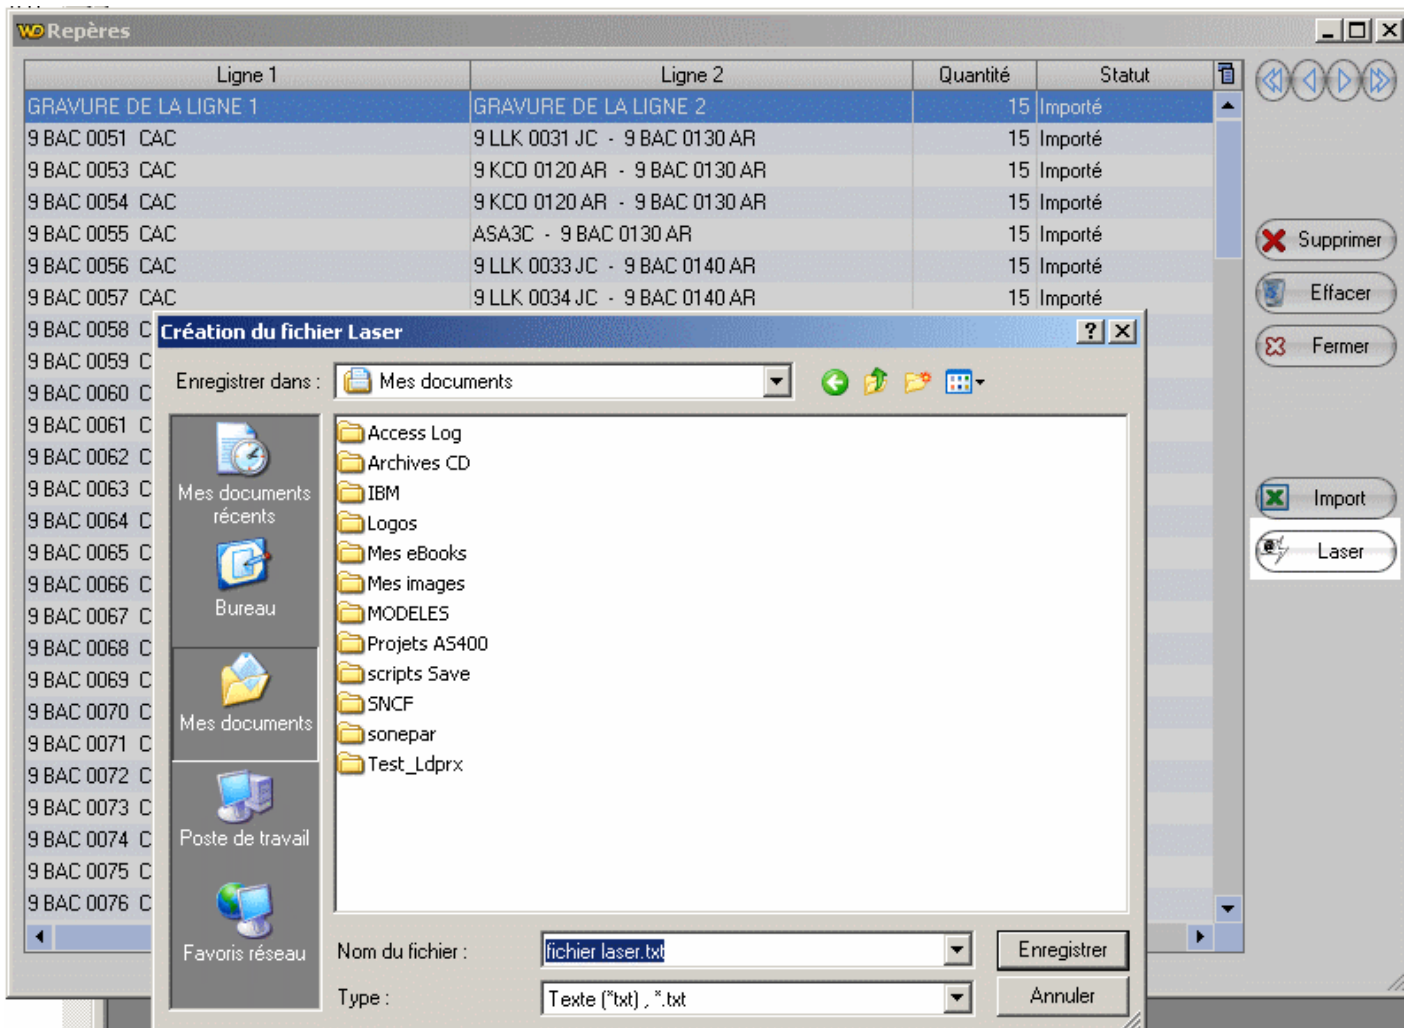 WD Repères
Ligne 1 Ligne 2 Quantité Statut
GRAVURE DE LA LIGNE 1 GRAVURE DE LA LIGNE 2 15 Importé
9 BAC 0051 CAC 9 LLK 0031 JC - 9 BAC 0130 AR 15 Importé
9 BAC 0053 CAC 9 KCO 0120 AR - 9 BAC 0130 AR 15 Importé
9 BAC 0054 CAC 9 KCO 0120 AR - 9 BAC 0130 AR 15 Importé
9 BAC 0055 CAC ASA3C - 9 BAC 0130 AR 15 Importé
9 BAC 0056 CAC 9 LLK 0033 JC - 9 BAC 0140 AR 15 Importé
9 BAC 0057 CAC 9 LLK 0034 JC - 9 BAC 0140 AR 15 Importé
9 BAC 0058 C
9 BAC 0059 C
9 BAC 0060 C
9 BAC 0061 C
9 BAC 0062 C
9 BAC 0063 C
9 BAC 0064 C
9 BAC 0065 C
9 BAC 0066 C
9 BAC 0067 C
9 BAC 0068 C
9 BAC 0069 C
9 BAC 0070 C
9 BAC 0071 C
9 BAC 0072 C
9 BAC 0073 C
9 BAC 0074 C
9 BAC 0075 C
9 BAC 0076 C
Supprimer
Effacer
Fermer
Import
Laser
Création du fichier Laser
Enregistrer dans : Mes documents
Mes documents
récents
Bureau
Mes documents
Poste de travail
Favoris réseau
Access Log
Archives CD
IBM
Logos
Mes eBooks
Mes images
MODELES
Projets AS400
scripts Save
SNCF
sonepar
Test_Ldprx
Nom du fichier : fichier laser.txt Enregistrer
Type : Texte (*txt) , *.txt Annuler